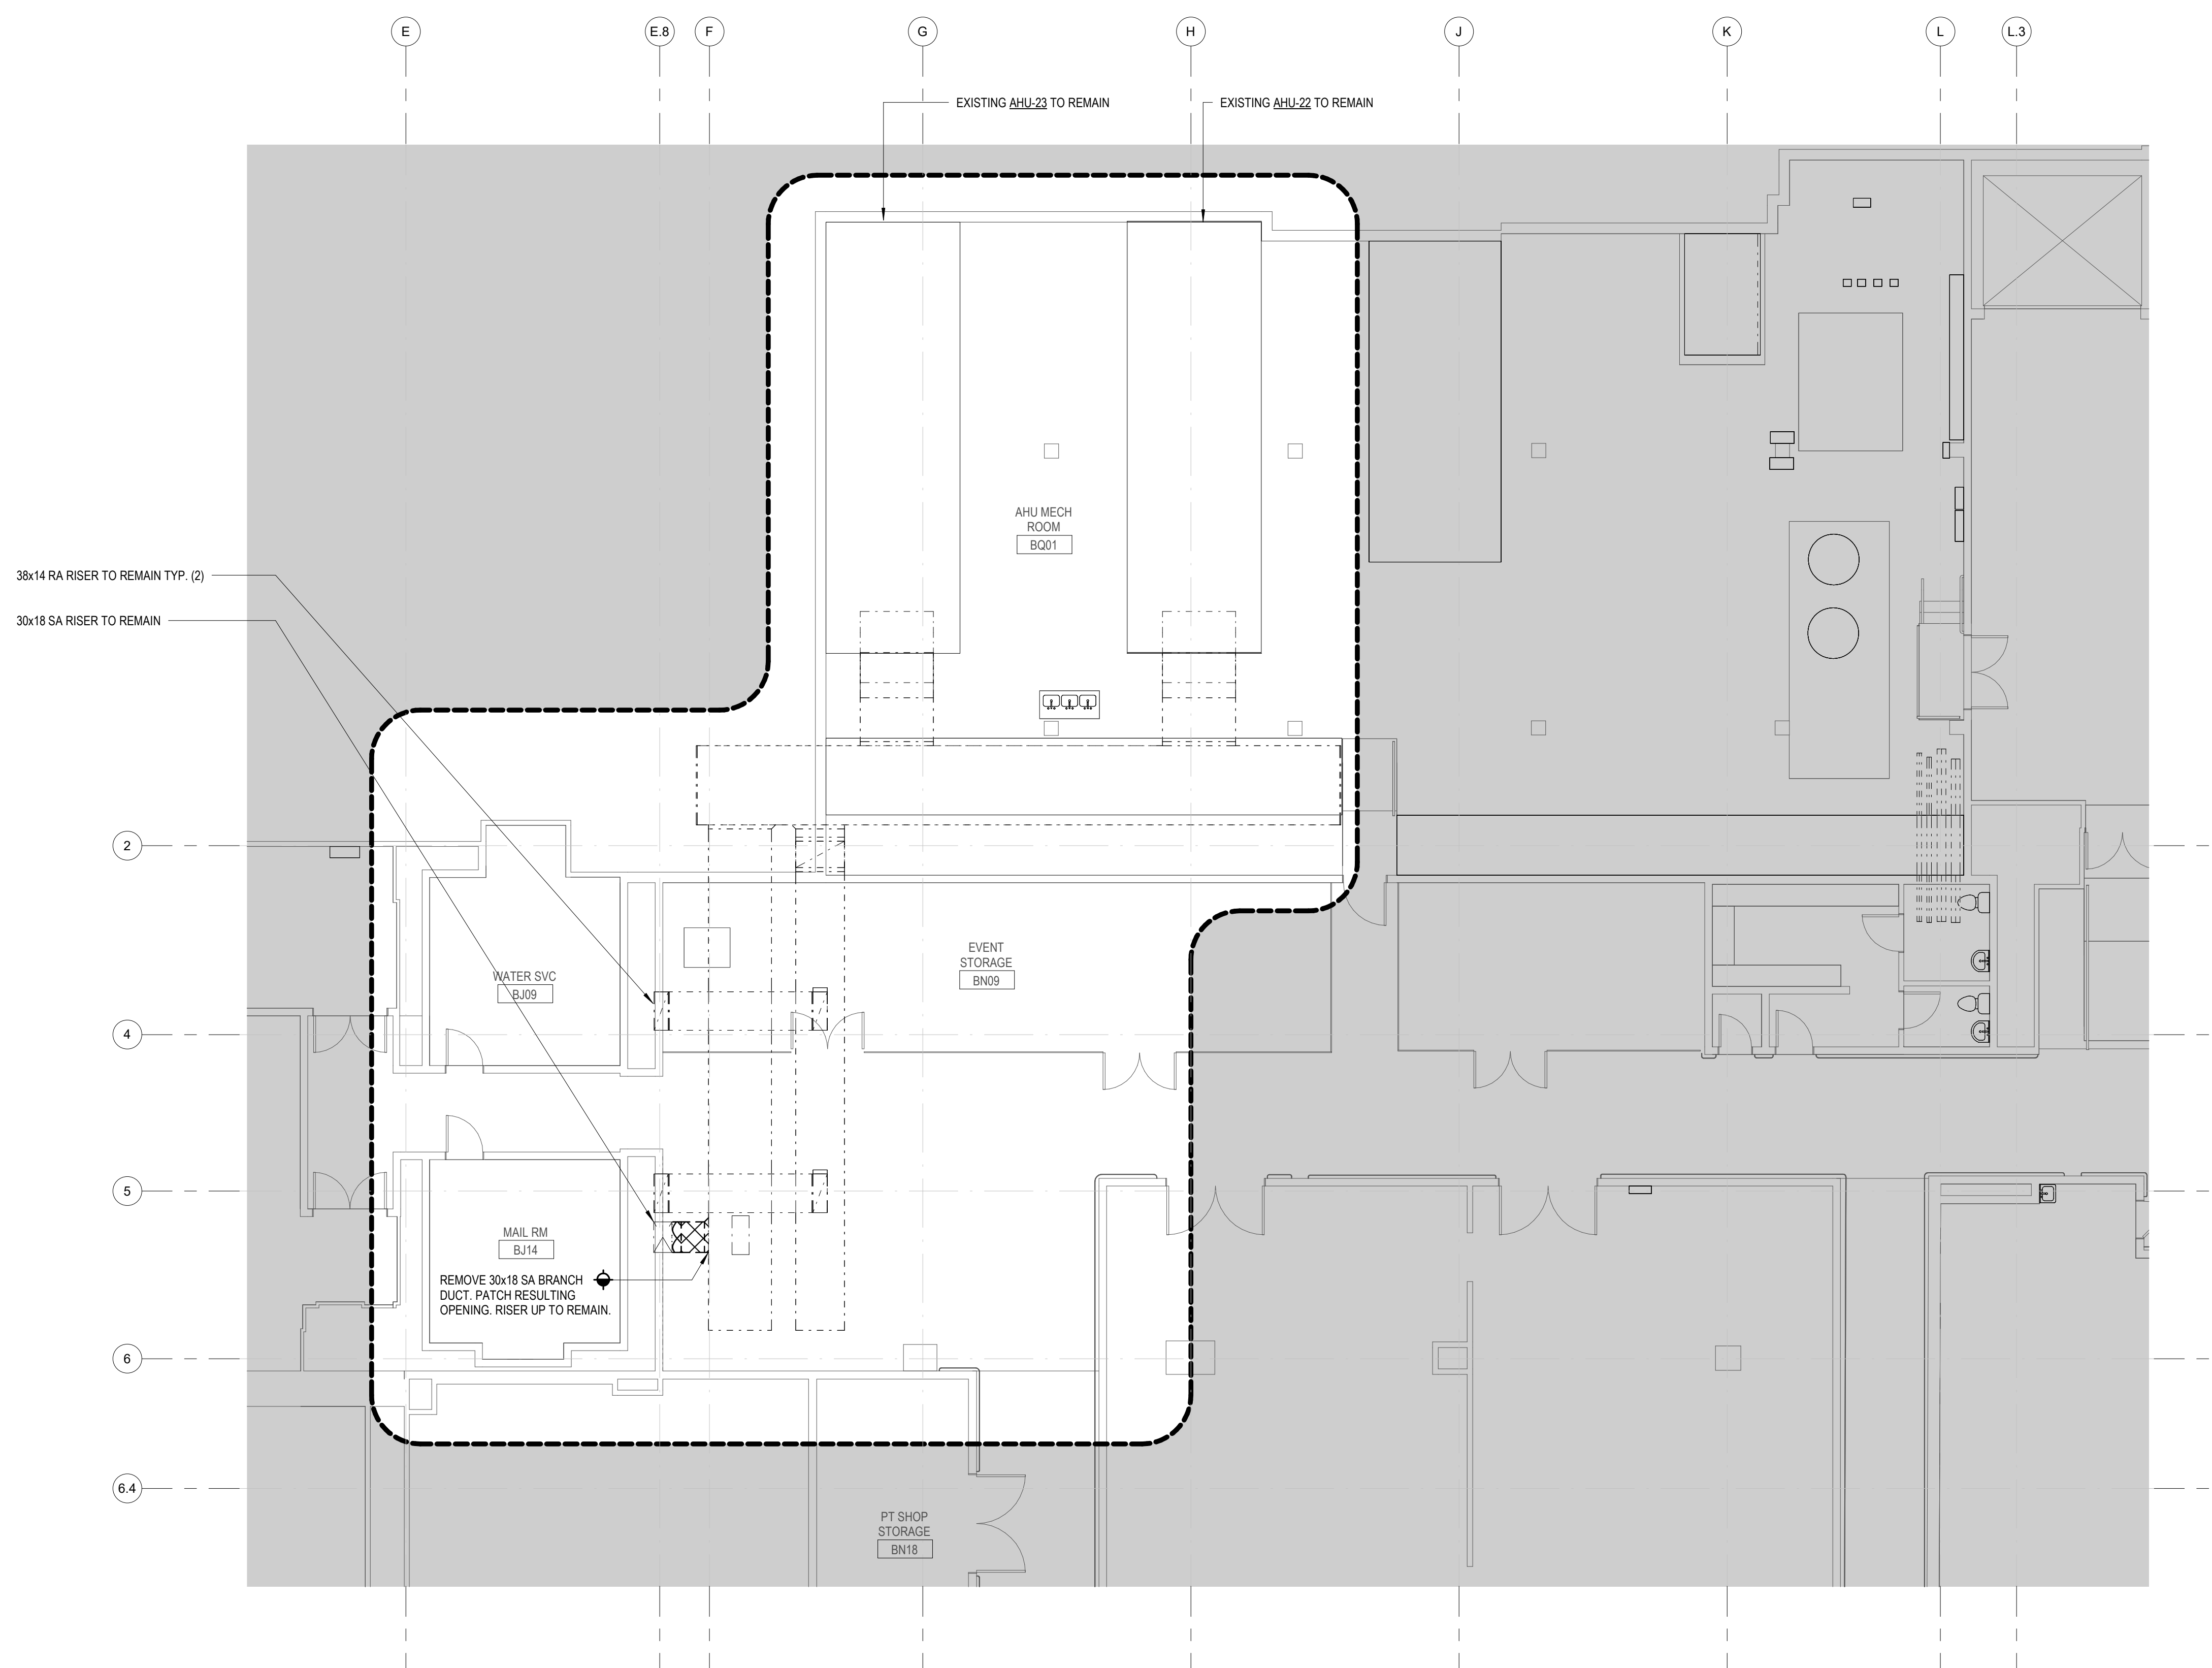 E
E.8
F
G
H
J
K
L
L.3
EXISTING AHU-23 TO REMAIN
EXISTING AHU-22 TO REMAIN
AHU MECH
ROOM
BQ01
38x14 RA RISER TO REMAIN TYP. (2)
30x18 SA RISER TO REMAIN
2
EVENT
STORAGE
BN09
WATER SVC
BJ09
4
5
MAIL RM
BJ14
REMOVE 30x18 SA BRANCH
DUCT. PATCH RESULTING
OPENING. RISER UP TO REMAIN.
6
6.4
PT SHOP
STORAGE
BN18